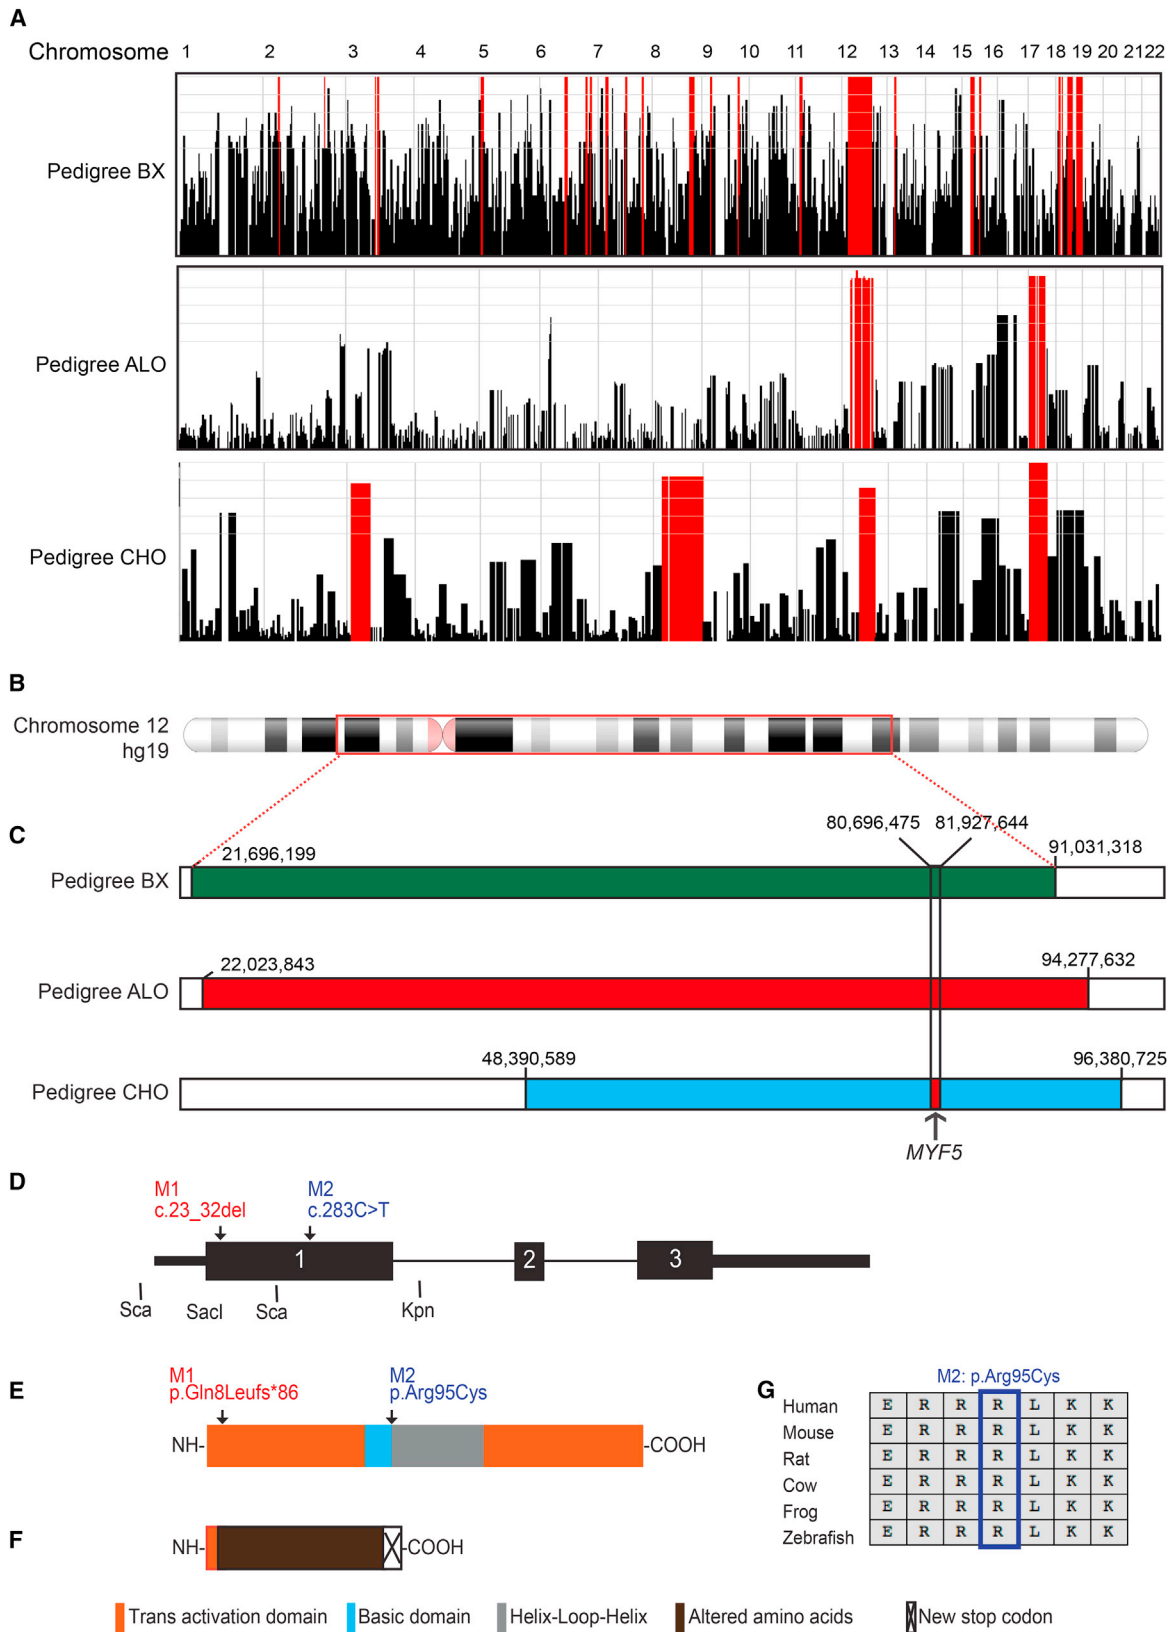 A
Chromosome 1 2 3 4 5 6 7 8 9 10 11 12 13 14 15 16 17 18 19 20 21 22
Pedigree BX
Pedigree ALO
Pedigree CHO
B
Chromosome 12
hg19
C
80,696,475 81,927,644
21,696,199 91,031,318
Pedigree BX
22,023,843 94,277,632
Pedigree ALO
48,390,589 96,380,725
Pedigree CHO
MYF5
D
M1 M2
c.23_32del c.283C>T
1 2 3
Sca SacI Sca Kpn
E
M1 M2
p.Gln8Leufs*86 p.Arg95Cys
NH- -COOH
F
NH- -COOH
G
M2: p.Arg95Cys
Human E R R R L K K
Mouse E R R R L K K
Rat E R R R L K K
Cow E R R R L K K
Frog E R R R L K K
Zebrafish E R R R L K K
Trans activation domain Basic domain Helix-Loop-Helix Altered amino acids New stop codon